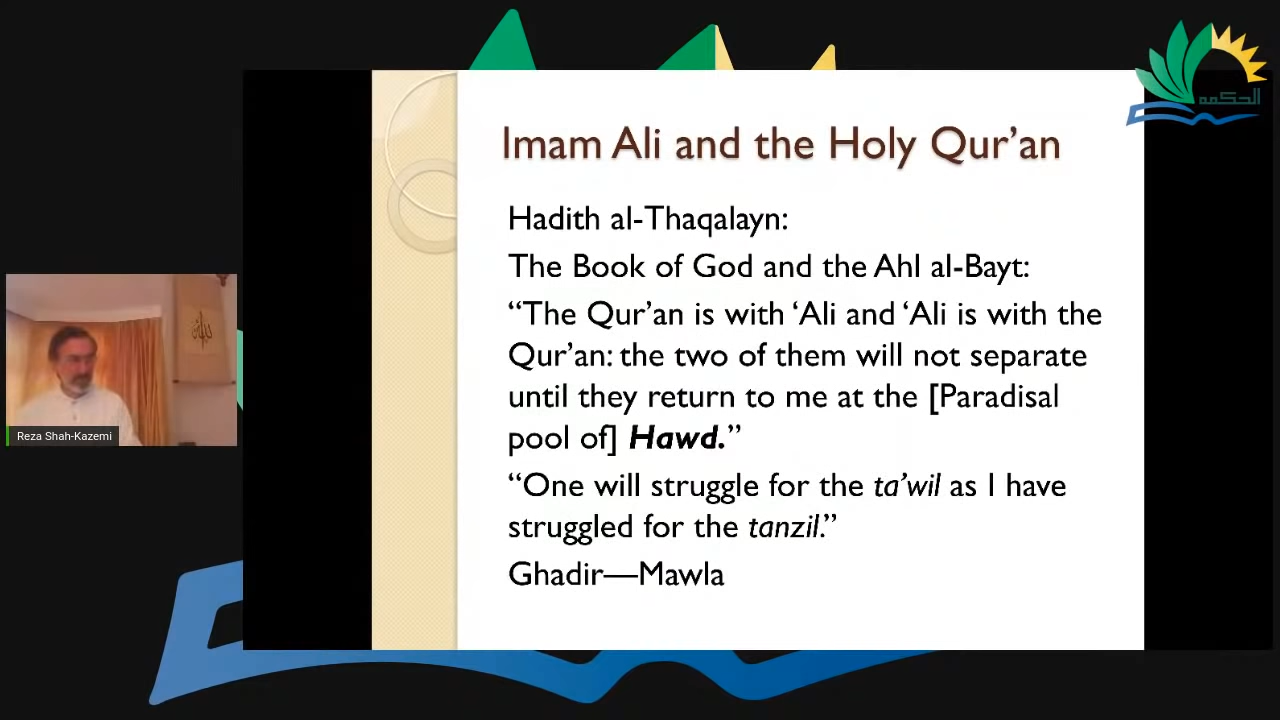 الحكمة
Imam Ali and the Holy Qur’an
Hadith al-Thaqalayn:
The Book of God and the Ahl al-Bayt:
“The Qur’an is with ‘Ali and ‘Ali is with the
Qur’an: the two of them will not separate
until they return to me at the [Paradisal
pool of] Hawd.”
“One will struggle for the ta’wil as I have
struggled for the tanzil.”
Ghadir—Mawla
Reza Shah-Kazemi